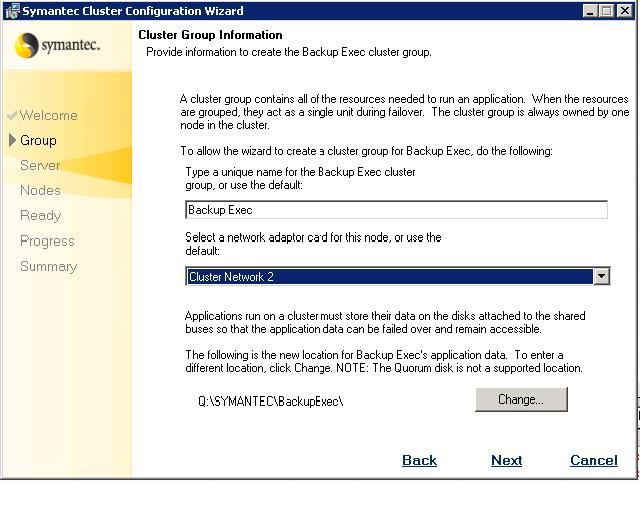 Symantec Cluster Configuration Wizard
symantec.
Cluster Group Information
Provide information to create the Backup Exec cluster group.
Welcome
Group
Server
Nodes
Ready
Progress
Summary
A cluster group contains all of the resources needed to run an application. When the resources
are grouped, they act as a single unit during failover. The cluster group is always owned by one
node in the cluster.
To allow the wizard to create a cluster group for Backup Exec, do the following:
Type a unique name for the Backup Exec cluster
group, or use the default:
Backup Exec
Select a network adaptor card for this node, or use the
default:
Cluster Network 2
Applications run on a cluster must store their data on the disks attached to the shared
buses so that the application data can be failed over and remain accessible.
The following is the new location for Backup Exec's application data. To enter a
different location, click Change. NOTE: The Quorum disk is not a supported location.
Q:\SYMANTEC\BackupExec\
Change...
Back Next Cancel